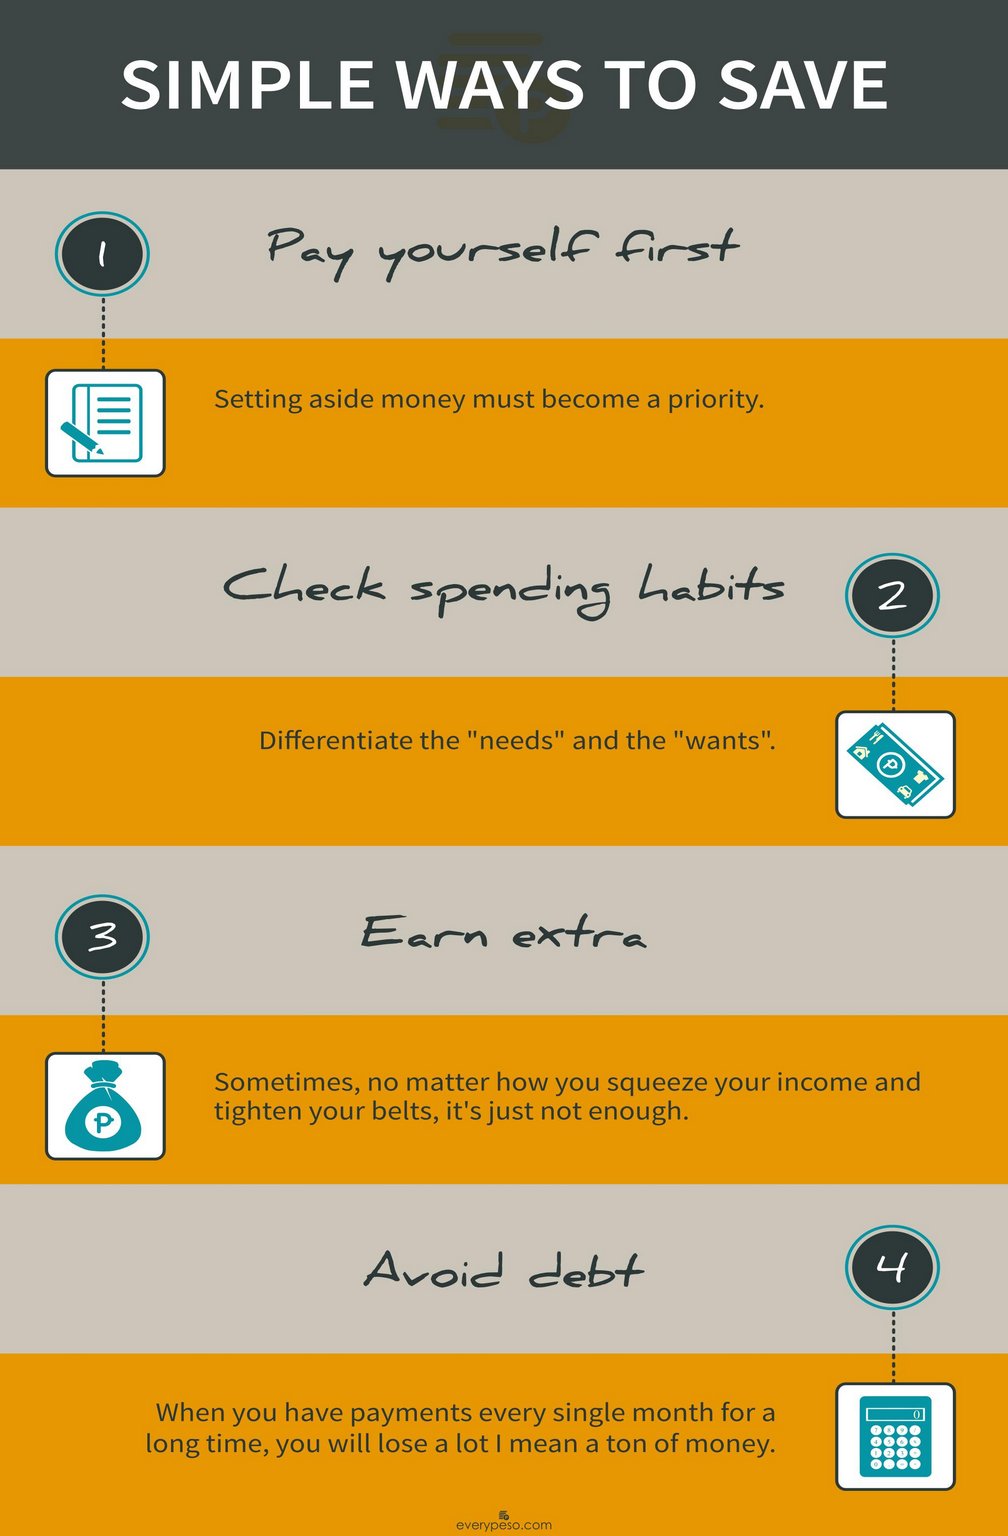 SIMPLE WAYS TO SAVE
1
Pay yourself first
Setting aside money must become a priority.
Check spending habits
2
Differentiate the "needs" and the "wants".
3
Earn extra
Sometimes, no matter how you squeeze your income and
tighten your belts, it's just not enough.
Avoid debt
4
When you have payments every single month for a
long time, you will lose a lot I mean a ton of money.
0
everypeso.com